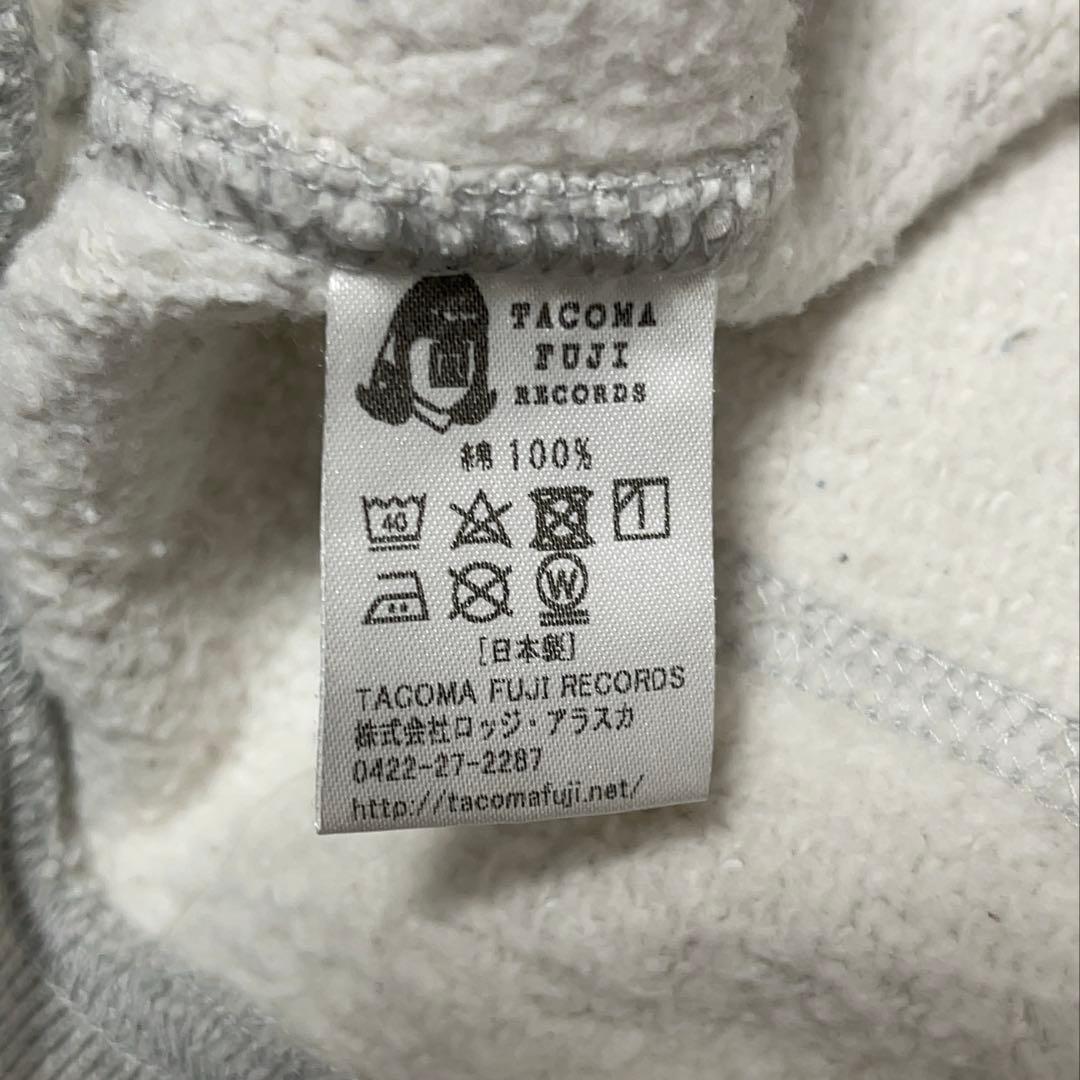 TACOMA
FUJI
RECORDS
綿 100%
40
W
[日本製]
TACOMA FUJI RECORDS
株式会社ロッジ・アラスカ
0422-27-2287
http://tacomafuji.net/